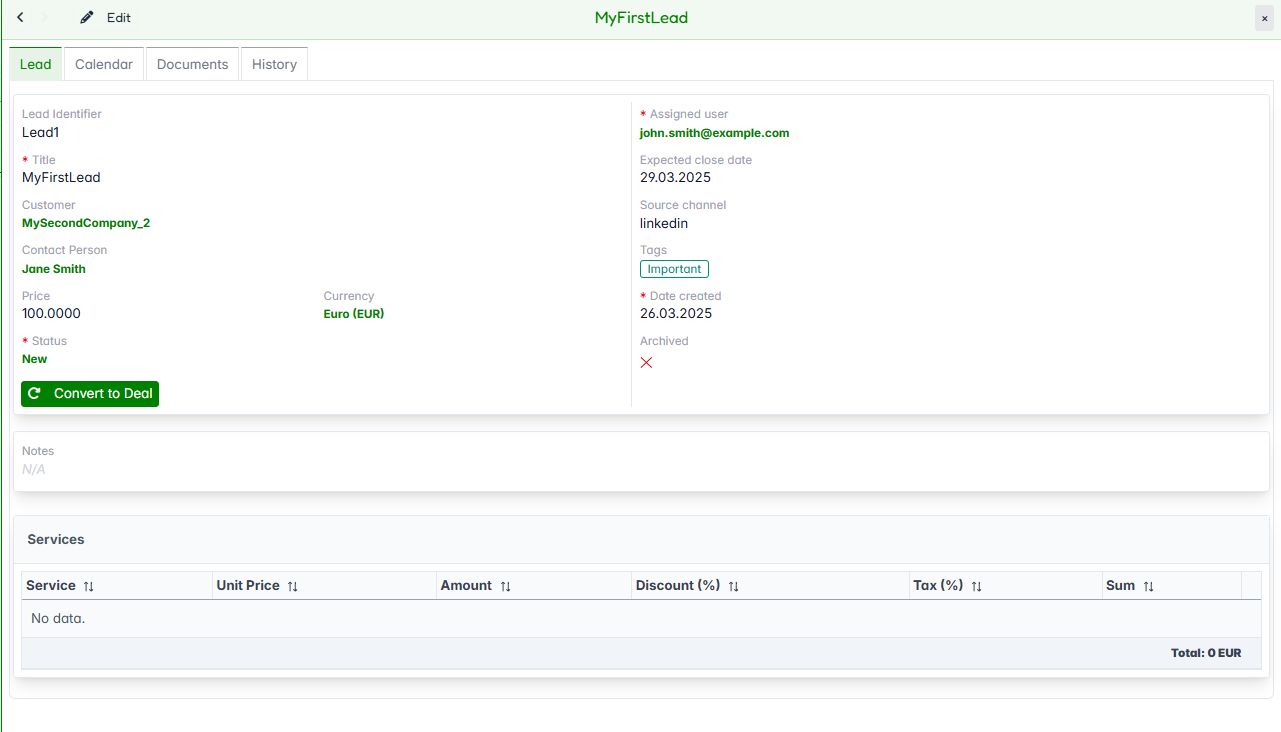 Edit
MyFirstLead
Lead
Calendar
Documents
History
Lead Identifier
Lead1
* Title
MyFirstLead
Customer
MySecondCompany_2
Contact Person
Jane Smith
Price
100.0000
Currency
Euro (EUR)
* Status
New
Convert to Deal
* Assigned user
john.smith@example.com
Expected close date
29.03.2025
Source channel
linkedin
Tags
Important
* Date created
26.03.2025
Archived
Notes
N/A
Services
Service Unit Price Amount Discount (%) Tax (%) Sum
No data.
Total: 0 EUR